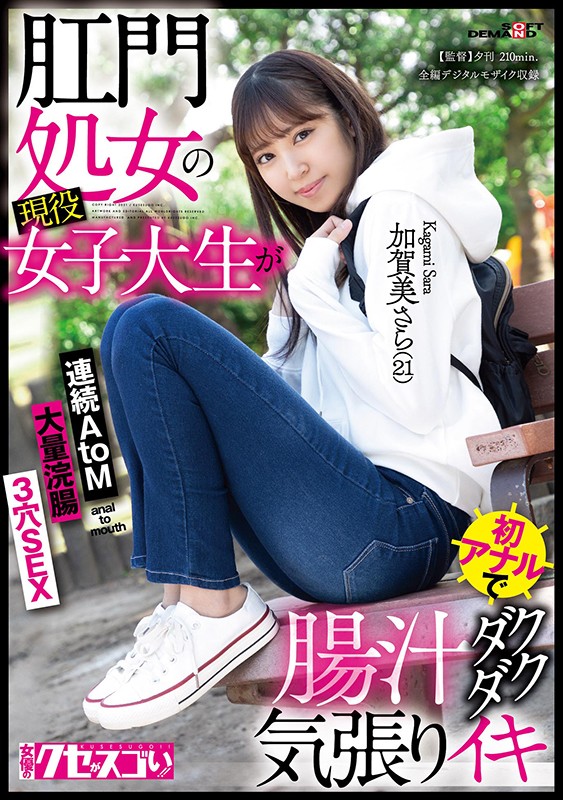 SOFT ON DEMAND
【監督】夕刊 210min.
全編デジタルモザイク収録
肛門
処女の
現役
女子大生が
Kagami Sara
加賀美さら(21)
連続AtoM
anal to mouth
大量浣腸
3穴SEX
初アナルで
腸汁
ダクダク
気張りイキ
KUSESUGOI!!
女優のクセがスゴい!!